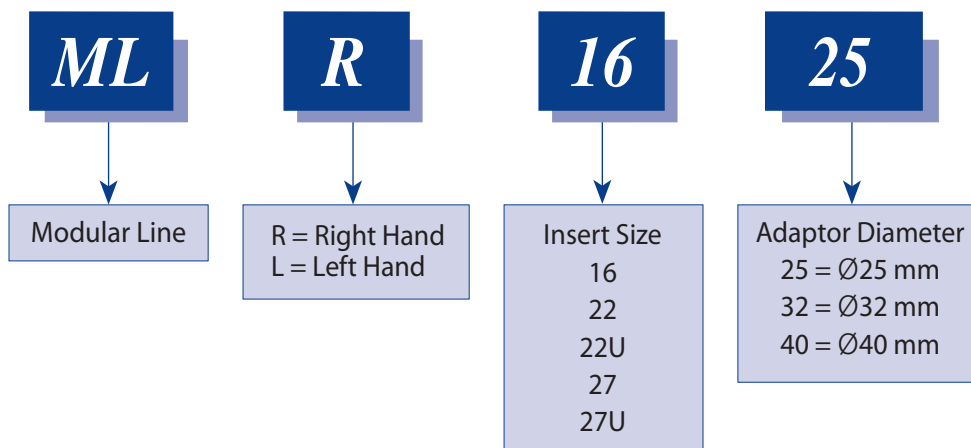 ML R 16 25
Modular Line
R = Right Hand
L = Left Hand
Insert Size
16
22
22U
27
27U
Adaptor Diameter
25 = Ø25 mm
32 = Ø32 mm
40 = Ø40 mm